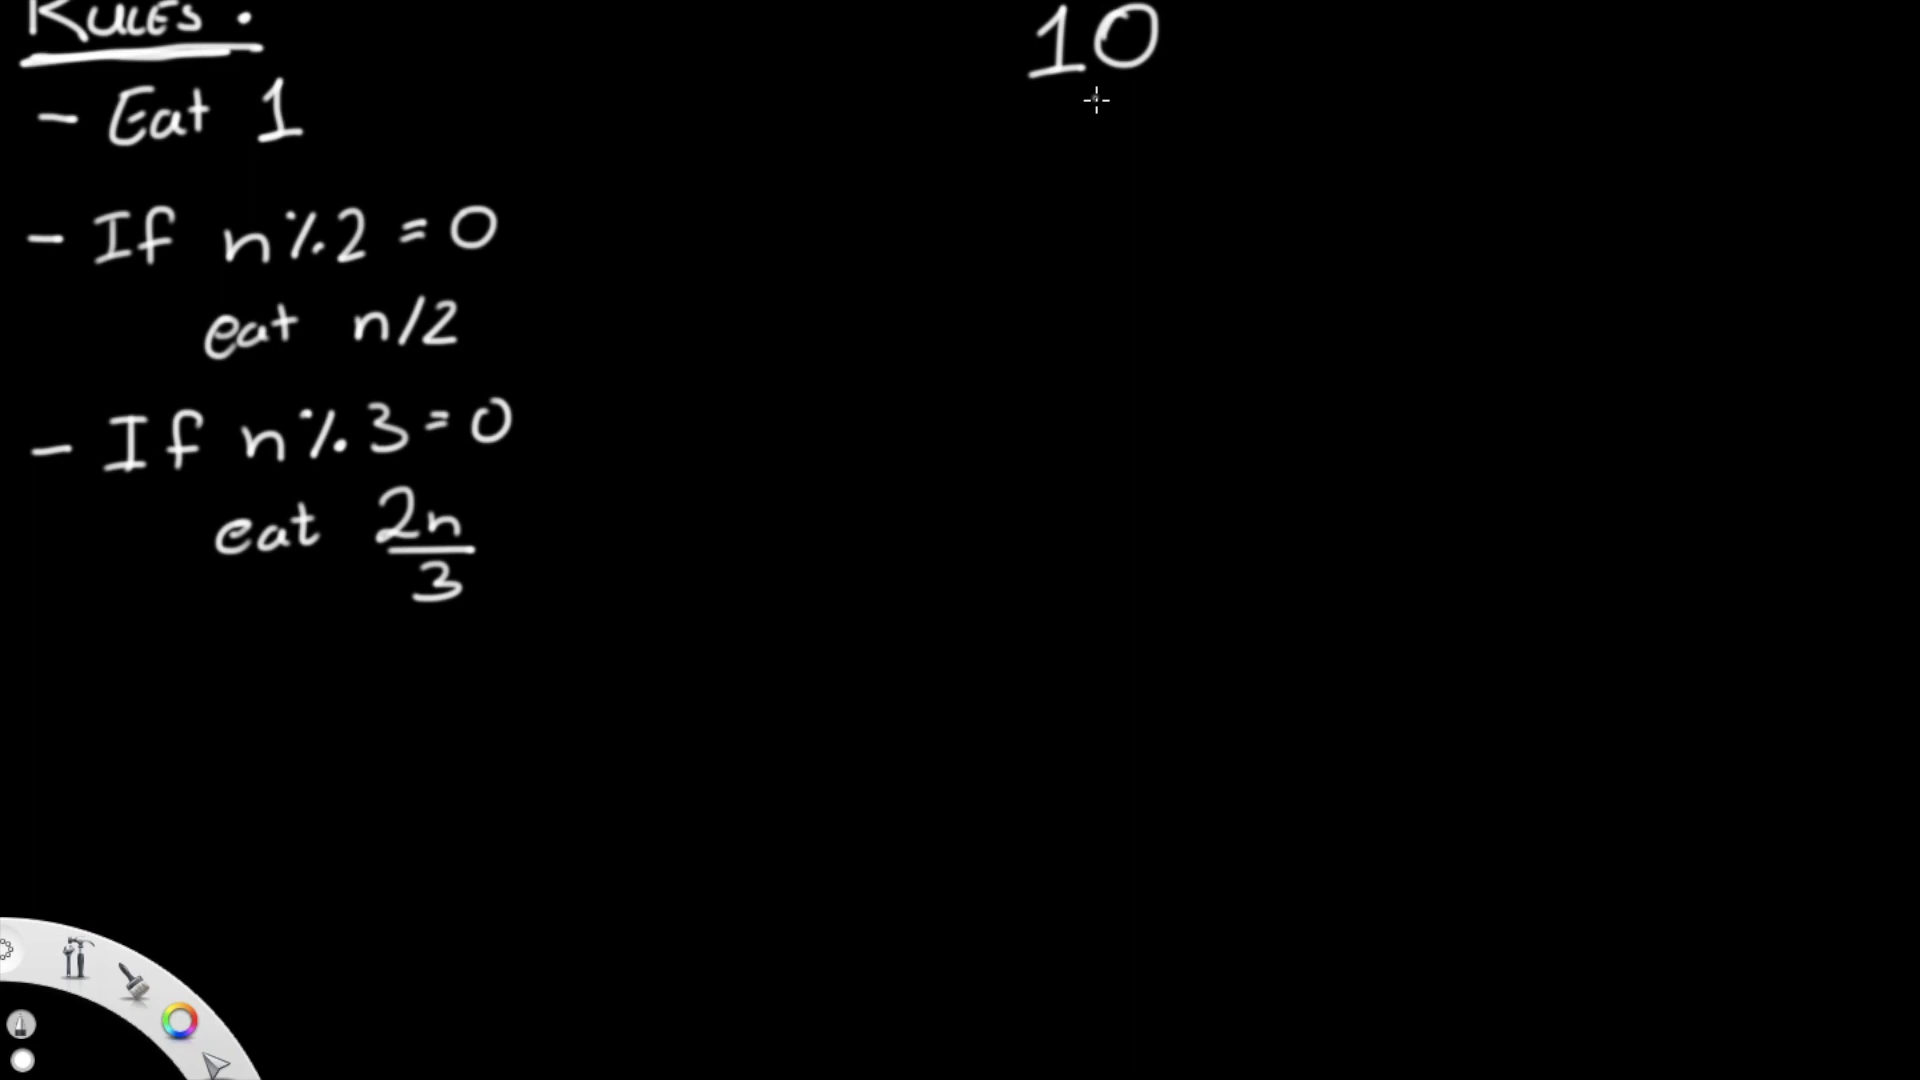 RULES:
- Eat 1
- If n%2 = 0
eat n/2
- If n%3 = 0
eat 2n
3
10